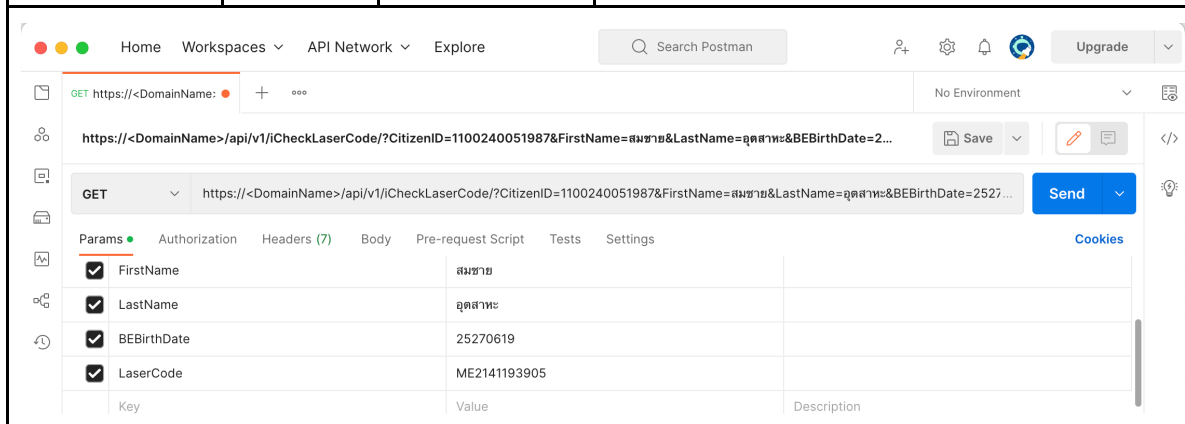 Home Workspaces API Network Explore Search Postman Upgrade
GET https://<DomainName: No Environment
https://<DomainName>/api/v1/iCheckLaserCode/?CitizenID=1100240051987&FirstName=สมชาย&LastName=อุตสาหะ&BEBirthDate=2... Save
GET https://<DomainName>/api/v1/iCheckLaserCode/?CitizenID=1100240051987&FirstName=สมชาย&LastName=อุตสาหะ&BEBirthDate=2527... Send
Params Authorization Headers (7) Body Pre-request Script Tests Settings Cookies
FirstName สมชาย
LastName อุตสาหะ
BEBirthDate 25270619
LaserCode ME2141193905
Key Value Description